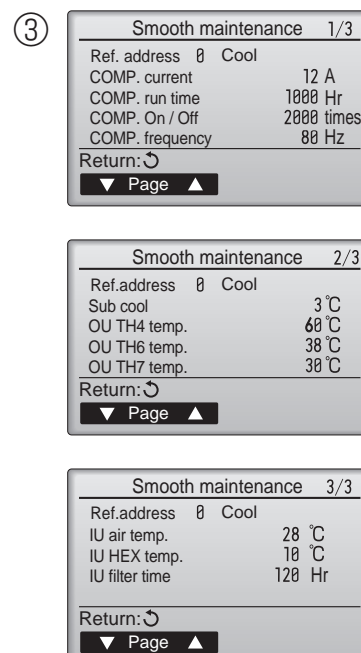 ③
Smooth maintenance 1/3
Ref. address 0 Cool
COMP. current 12 A
COMP. run time 1000 Hr
COMP. On / Off 2000 times
COMP. frequency 80 Hz
Return:
▼ Page ▲
Smooth maintenance 2/3
Ref.address 0 Cool
Sub cool 3℃
OU TH4 temp. 60℃
OU TH6 temp. 38℃
OU TH7 temp. 30℃
Return:
▼ Page ▲
Smooth maintenance 3/3
Ref.address 0 Cool
IU air temp. 28 ℃
IU HEX temp. 10 ℃
IU filter time 120 Hr
Return:
▼ Page ▲